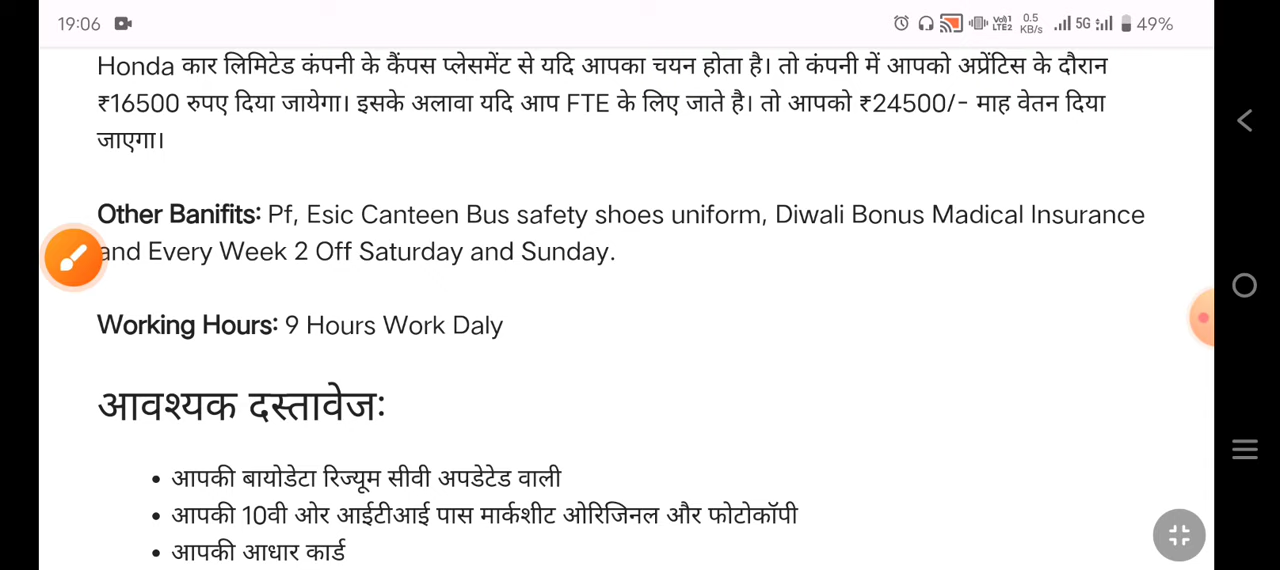 19:06
Vo)) 1 LTE2 0.5 KB/s 5G 49%
Honda कार लिमिटेड कंपनी के कैंपस प्लेसमेंट से यदि आपका चयन होता है। तो कंपनी में आपको अप्रेंटिस के दौरान
₹16500 रुपए दिया जायेगा। इसके अलावा यदि आप FTE के लिए जाते है। तो आपको ₹24500/- माह वेतन दिया
जाएगा।
Other Banifits: Pf, Esic Canteen Bus safety shoes uniform, Diwali Bonus Madical Insurance
and Every Week 2 Off Saturday and Sunday.
Working Hours: 9 Hours Work Daly
आवश्यक दस्तावेज:
• आपकी बायोडेटा रिज्यूम सीवी अपडेटेड वाली
• आपकी 10वी ओर आईटीआई पास मार्कशीट ओरिजिनल और फोटोकॉपी
• आपकी आधार कार्ड